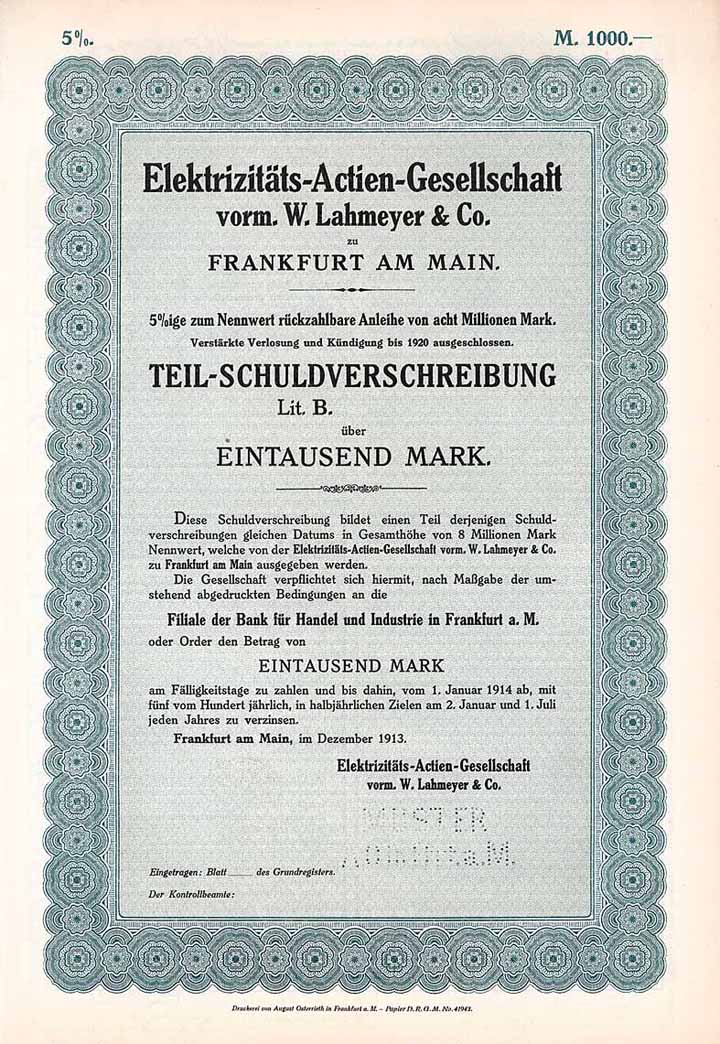 5%.
M. 1000.—
Elektrizitäts-Actien-Gesellschaft
vorm. W. Lahmeyer & Co.
zu
FRANKFURT AM MAIN.
5%ige zum Nennwert rückzahlbare Anleihe von acht Millionen Mark.
Verstärkte Verlosung und Kündigung bis 1920 ausgeschlossen.
TEIL-SCHULDVERSCHREIBUNG
Lit. B.
über
EINTAUSEND MARK.
Diese Schuldverschreibung bildet einen Teil derjenigen Schuld-
verschreibungen gleichen Datums in Gesamthöhe von 8 Millionen Mark
Nennwert, welche von der Elektrizitäts-Actien-Gesellschaft vorm. W. Lahmeyer & Co.
zu Frankfurt am Main ausgegeben werden.
Die Gesellschaft verpflichtet sich hiermit, nach Maßgabe der um-
stehend abgedruckten Bedingungen an die
Filiale der Bank für Handel und Industrie in Frankfurt a. M.
oder Order den Betrag von
EINTAUSEND MARK
am Fälligkeitstage zu zahlen und bis dahin, vom 1. Januar 1914 ab, mit
fünf vom Hundert jährlich, in halbjährlichen Zielen am 2. Januar und 1. Juli
jeden Jahres zu verzinsen.
Frankfurt am Main, im Dezember 1913.
Elektrizitäts-Actien-Gesellschaft
vorm. W. Lahmeyer & Co.
MUSTER
Eingetragen: Blatt ____ des Grundregisters.
Der Kontrollbeamte:
Druckerei von August Osterrieth in Frankfurt a. M. – Papier D. R. G. M. No. 41943.